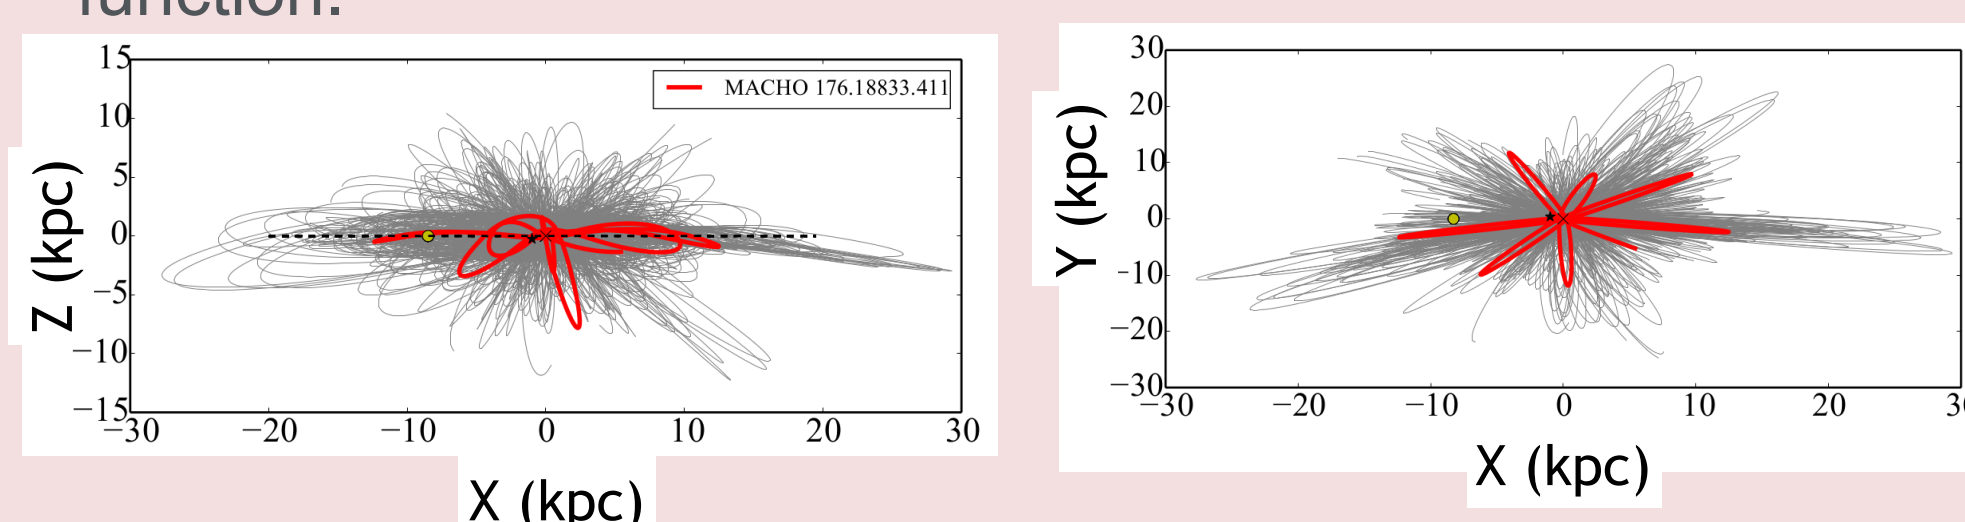 function.
15
10
5
0
−5
−10
−15
−30 −20 −10 0 10 20 30
Z (kpc)
X (kpc)
MACHO 176.18833.411
30
20
10
0
-10
−20
−30
−30 −20 −10 0 10 20
Y (kpc)
X (kpc)